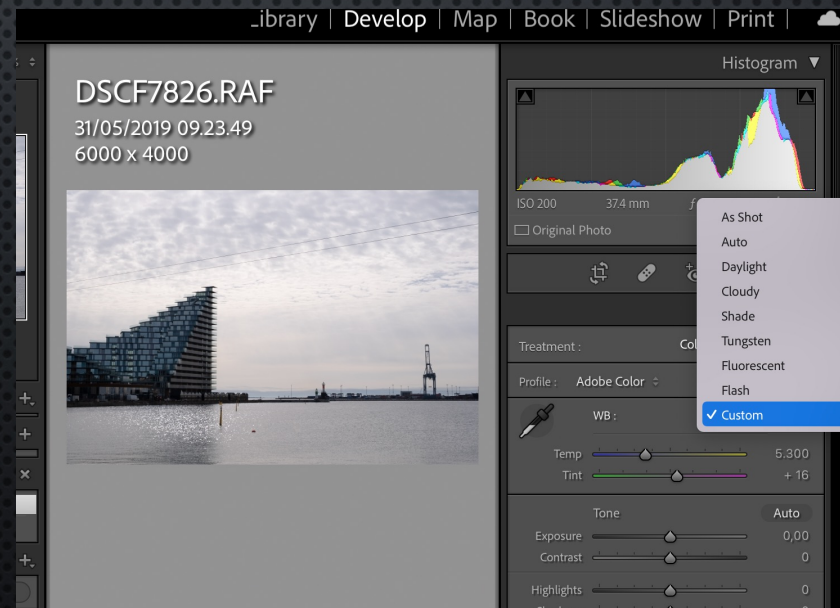 Library | Develop | Map | Book | Slideshow | Print |
Histogram ▼
DSCF7826.RAF
31/05/2019 09.23.49
6000 x 4000
ISO 200 37.4 mm
Original Photo
As Shot
Auto
Daylight
Cloudy
Shade
Tungsten
Fluorescent
Flash
✓ Custom
Treatment :
Profile : Adobe Color
WB :
Temp 5.300
Tint + 16
Tone Auto
Exposure 0,00
Contrast 0
Highlights 0